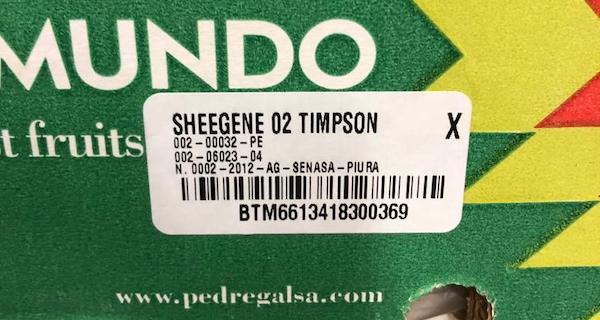 MUNDO
t fruits
SHEEGENE 02 TIMPSON X
002-00032-PE
002-06023-04
N. 0002-2012-AG-SENASA-PIURA
BTM6613418300369
www.pedregalsa.com